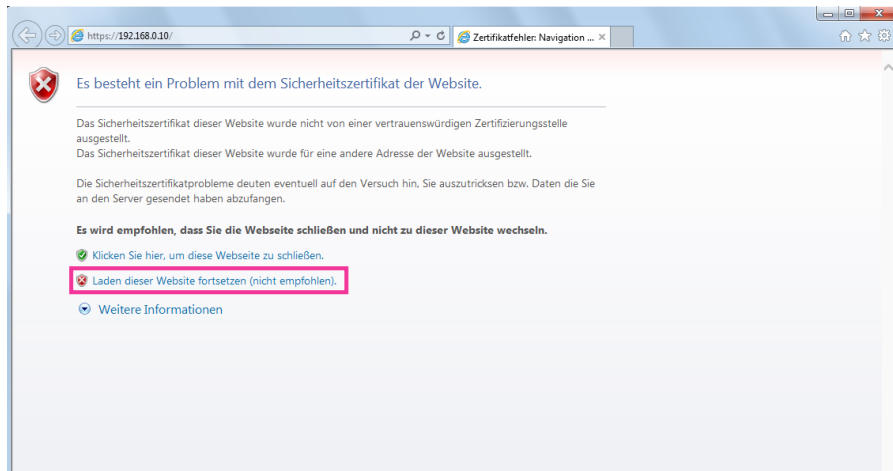 https://192.168.0.10/
Zertifikatfehler: Navigation ...
Es besteht ein Problem mit dem Sicherheitszertifikat der Website.
Das Sicherheitszertifikat dieser Website wurde nicht von einer vertrauenswürdigen Zertifizierungsstelle
ausgestellt.
Das Sicherheitszertifikat dieser Website wurde für eine andere Adresse der Website ausgestellt.
Die Sicherheitszertifikatprobleme deuten eventuell auf den Versuch hin, Sie auszutricksen bzw. Daten die Sie
an den Server gesendet haben abzufangen.
Es wird empfohlen, dass Sie die Webseite schließen und nicht zu dieser Website wechseln.
Klicken Sie hier, um diese Webseite zu schließen.
Laden dieser Website fortsetzen (nicht empfohlen).
Weitere Informationen